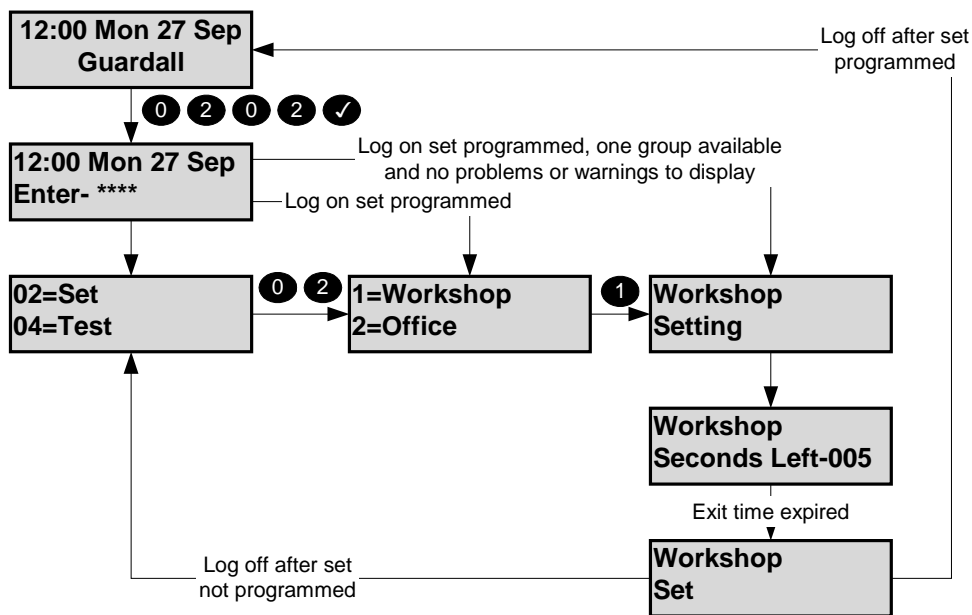 12:00 Mon 27 Sep
Guardall
Log off after set
programmed
0 2 0 2 ✓
12:00 Mon 27 Sep
Enter- ****
Log on set programmed, one group available
and no problems or warnings to display
Log on set programmed
02=Set
04=Test
0 2
1=Workshop
2=Office
1
Workshop
Setting
Workshop
Seconds Left-005
Exit time expired
Log off after set
not programmed
Workshop
Set